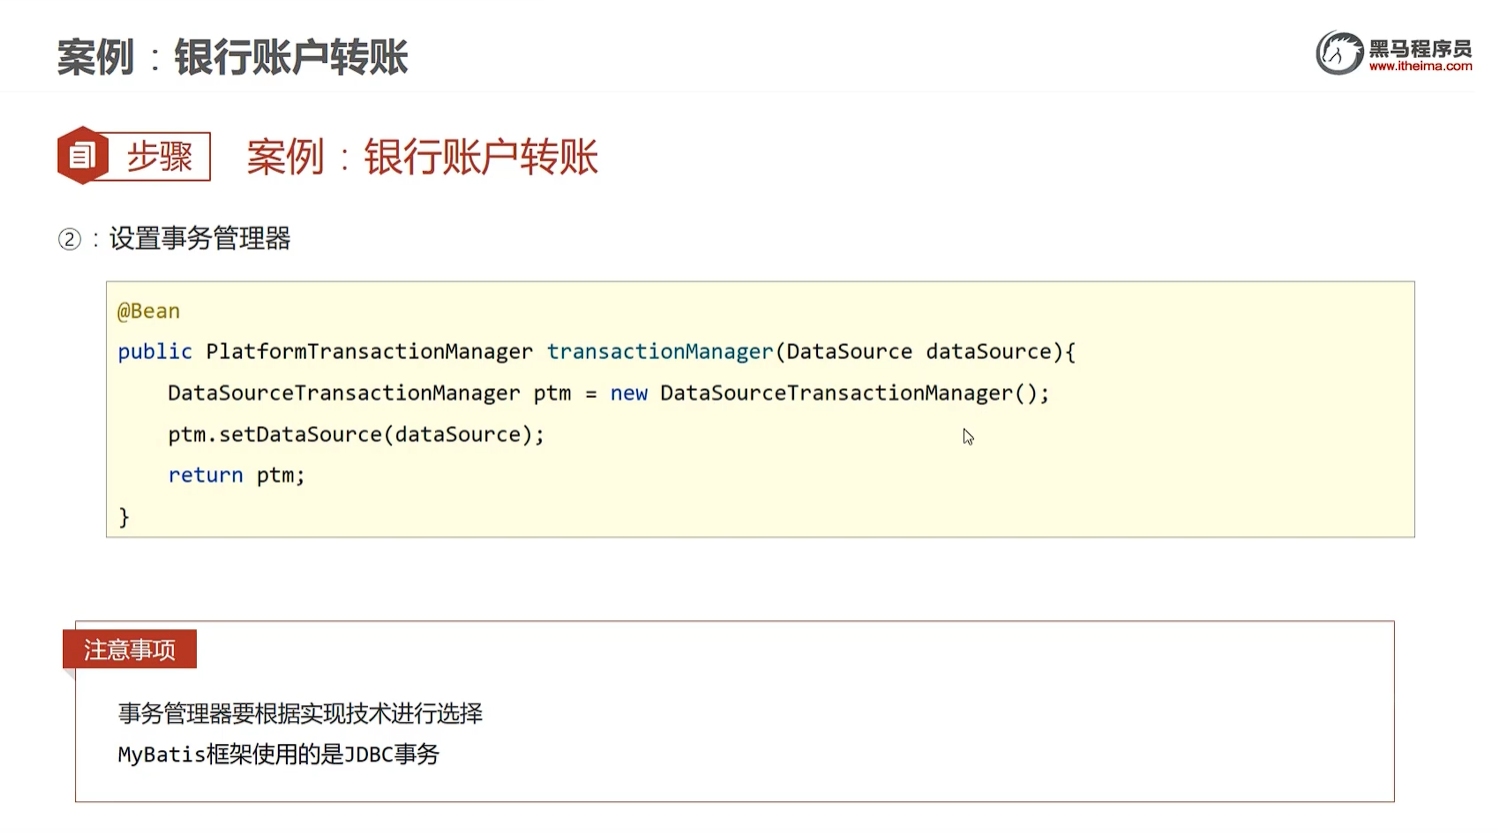 案例：银行账户转账
黑马程序员
www.itheima.com
步骤
案例：银行账户转账
②：设置事务管理器
@Bean
public PlatformTransactionManager transactionManager(DataSource dataSource){
    DataSourceTransactionManager ptm = new DataSourceTransactionManager();
    ptm.setDataSource(dataSource);
    return ptm;
}
注意事项
事务管理器要根据实现技术进行选择
MyBatis框架使用的是JDBC事务